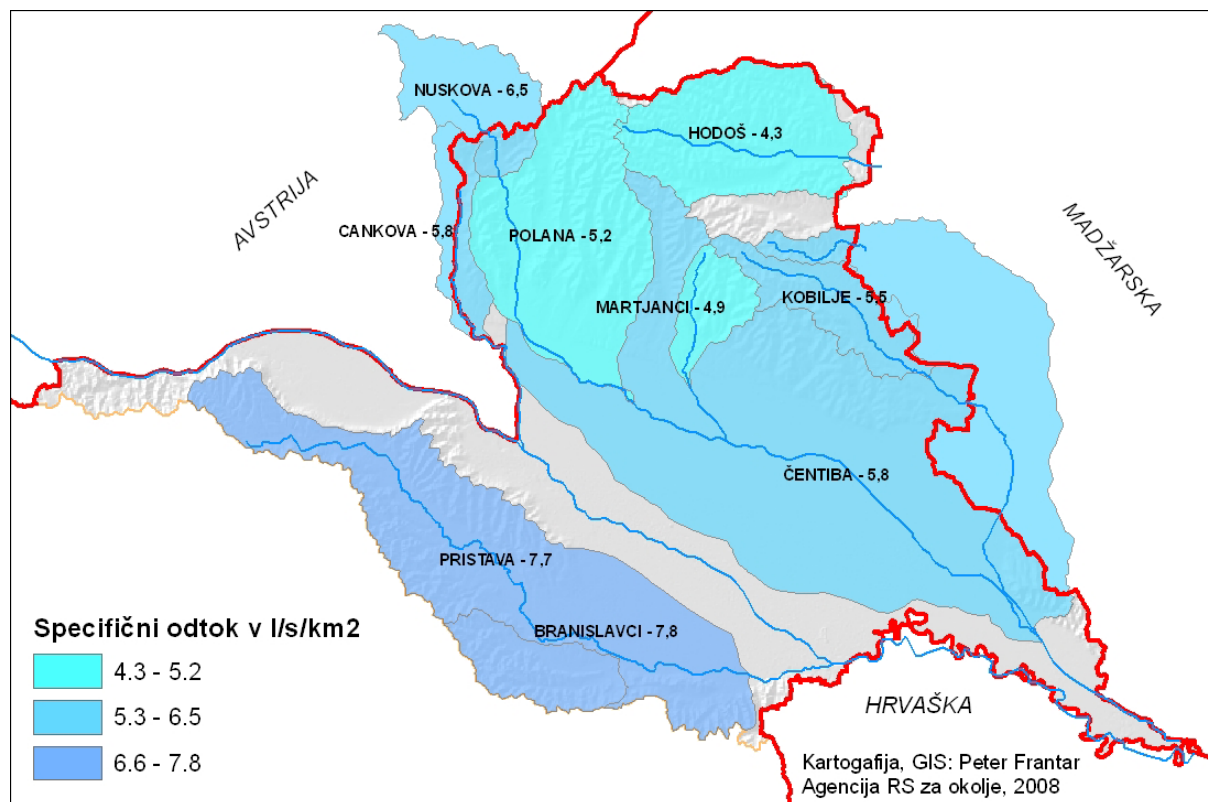 NUSKOVA - 6,5
HODOŠ - 4,3
AVSTRIJA
CANKOVA - 5,8
POLANA - 5,2
MADŽARSKA
MARTJANCI - 4,9
KOBILJE - 5,5
ČENTIBA - 5,8
PRISTAVA - 7,7
BRANISLAVCI - 7,8
HRVAŠKA
Specifični odtok v l/s/km2
4.3 - 5.2
5.3 - 6.5
6.6 - 7.8
Kartogafija, GIS: Peter Frantar
Agencija RS za okolje, 2008